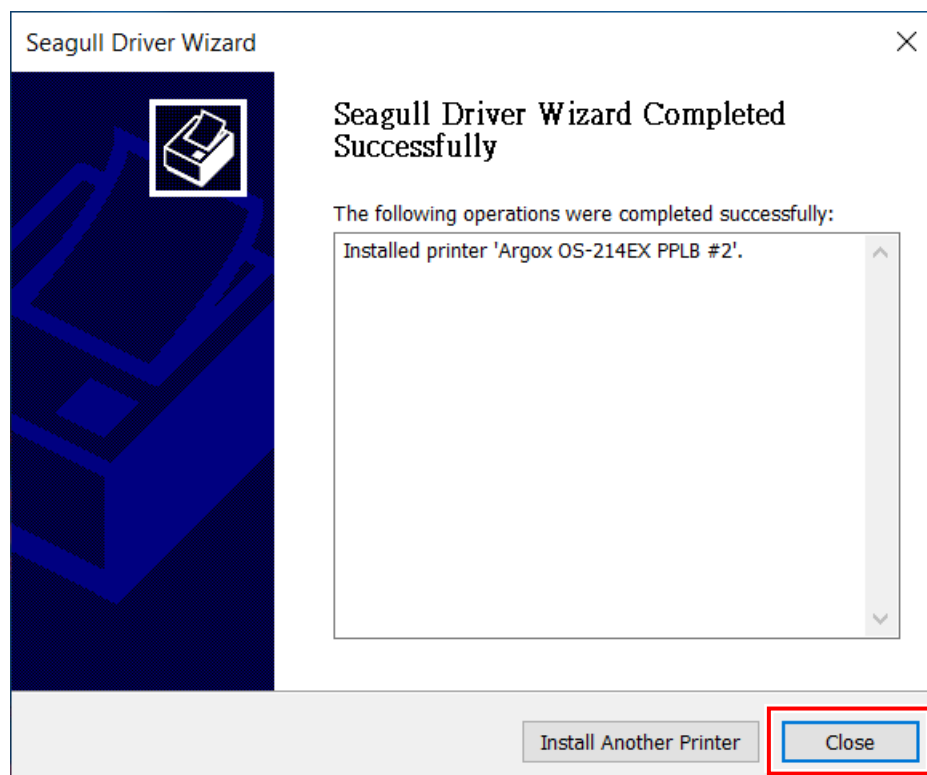 Seagull Driver Wizard
Seagull Driver Wizard Completed
Successfully
The following operations were completed successfully:
Installed printer 'Argox OS-214EX PPLB #2'.
Install Another Printer
Close